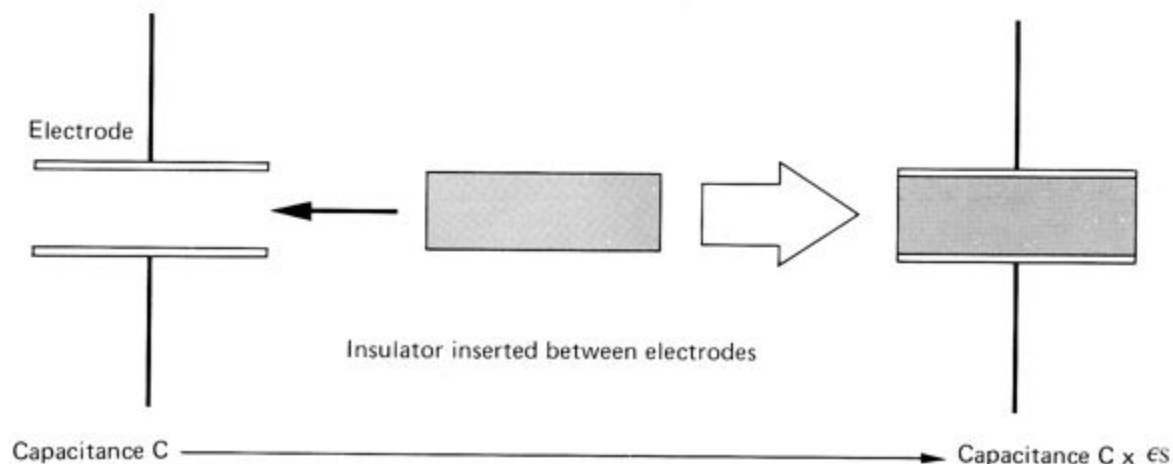 Electrode
Insulator inserted between electrodes
Capacitance C
Capacitance C x εs